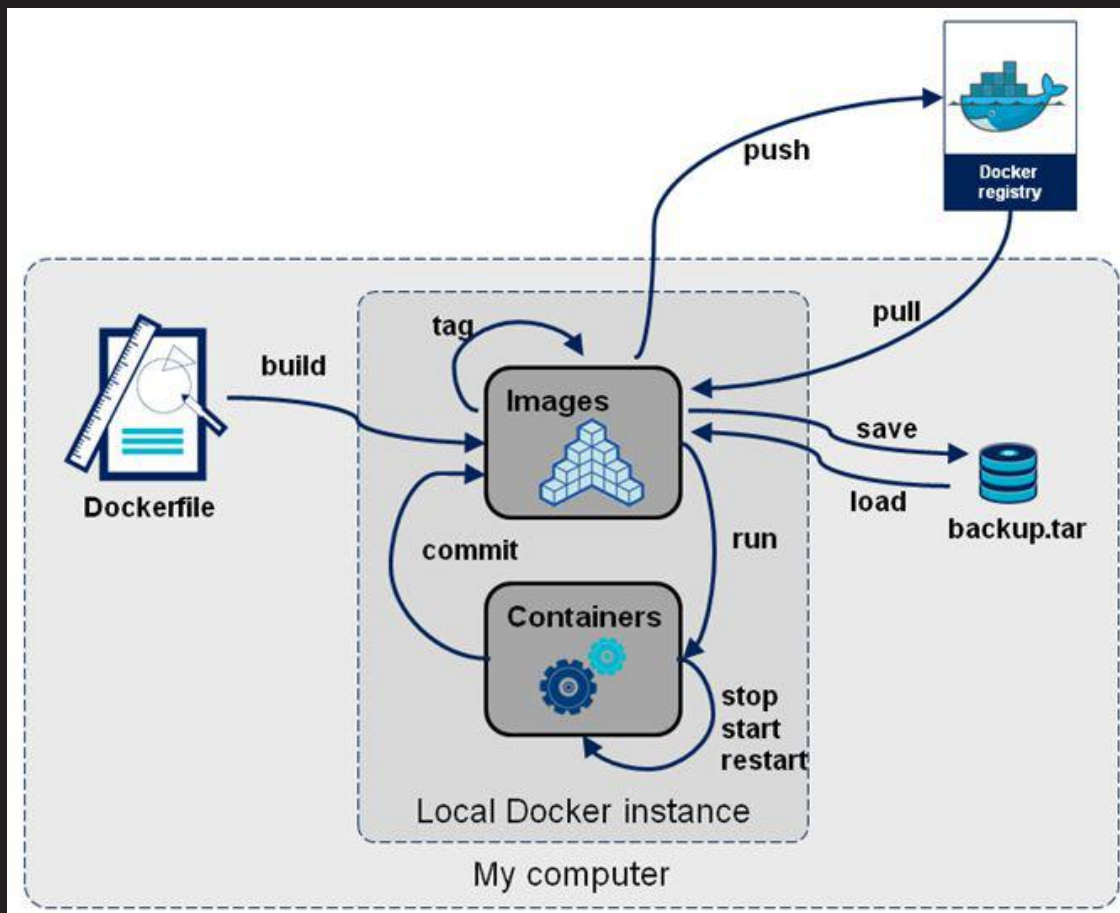 push
Docker
registry
tag
pull
build
Images
save
Dockerfile
load
backup.tar
commit
run
Containers
stop
start
restart
Local Docker instance
My computer